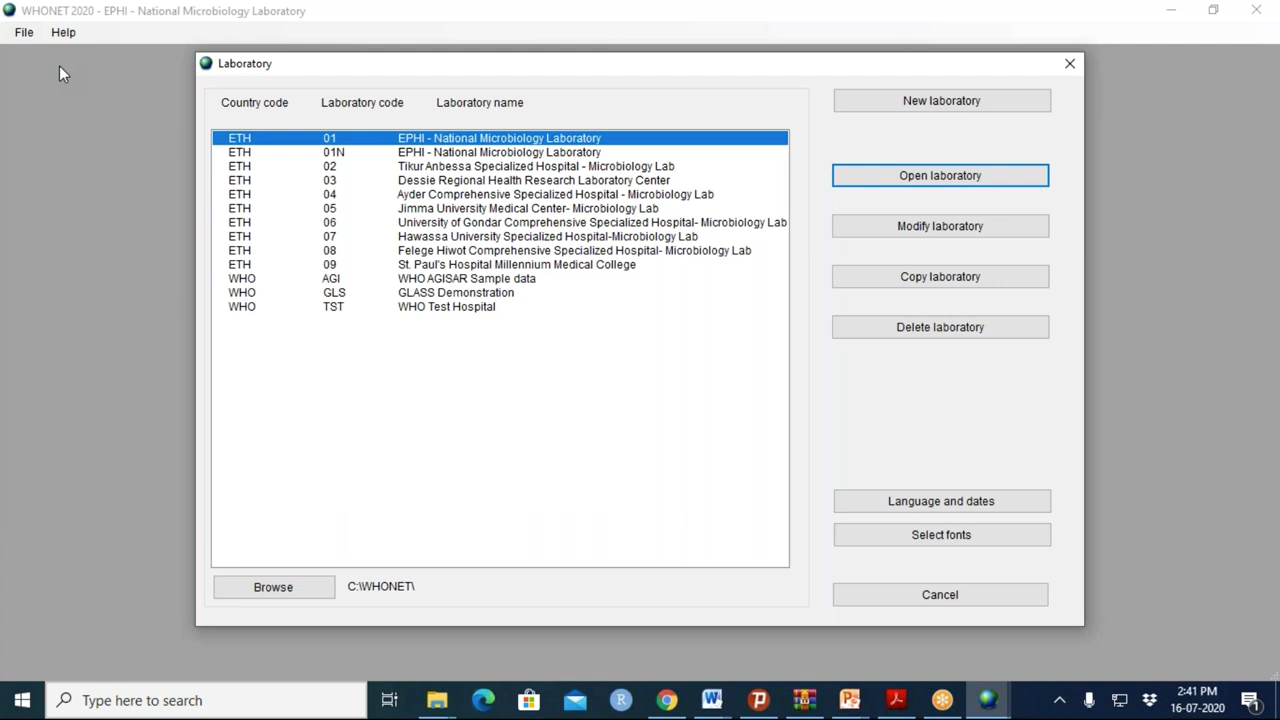 WHONET 2020 - EPHI - National Microbiology Laboratory
File Help
Laboratory
Country code Laboratory code Laboratory name
New laboratory
ETH 01 EPHI - National Microbiology Laboratory
ETH 01N EPHI - National Microbiology Laboratory
ETH 02 Tikur Anbessa Specialized Hospital - Microbiology Lab
ETH 03 Dessie Regional Health Research Laboratory Center
ETH 04 Ayder Comprehensive Specialized Hospital - Microbiology Lab
ETH 05 Jimma University Medical Center- Microbiology Lab
ETH 06 University of Gondar Comprehensive Specialized Hospital- Microbiology Lab
ETH 07 Hawassa University Specialized Hospital-Microbiology Lab
ETH 08 Felege Hiwot Comprehensive Specialized Hospital- Microbiology Lab
ETH 09 St. Paul's Hospital Millennium Medical College
WHO AGI WHO AGISAR Sample data
WHO GLS GLASS Demonstration
WHO TST WHO Test Hospital
Open laboratory
Modify laboratory
Copy laboratory
Delete laboratory
Language and dates
Select fonts
Browse C:\WHONET\
Cancel
Type here to search
2:41 PM
16-07-2020